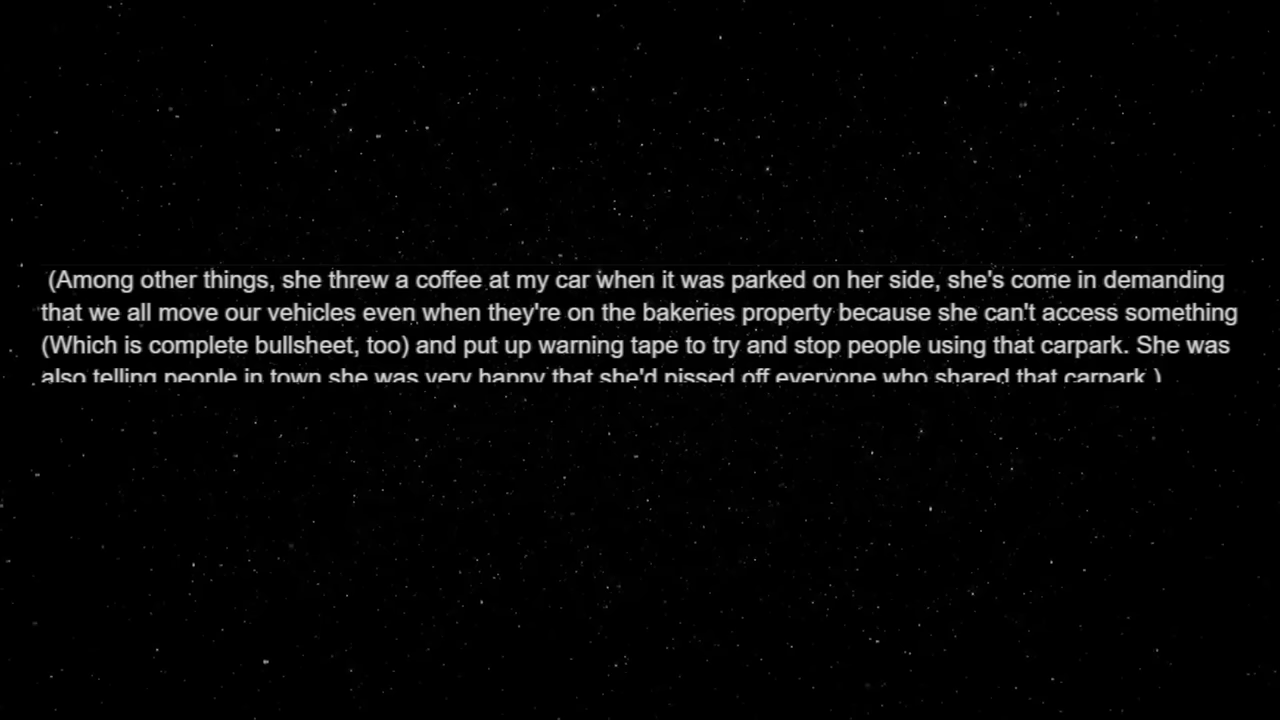 (Among other things, she threw a coffee at my car when it was parked on her side, she's come in demanding
that we all move our vehicles even when they're on the bakeries property because she can't access something
(Which is complete bullsheet, too) and put up warning tape to try and stop people using that carpark. She was
also telling people in town she was very happy that she'd pissed off everyone who shared that carpark.)